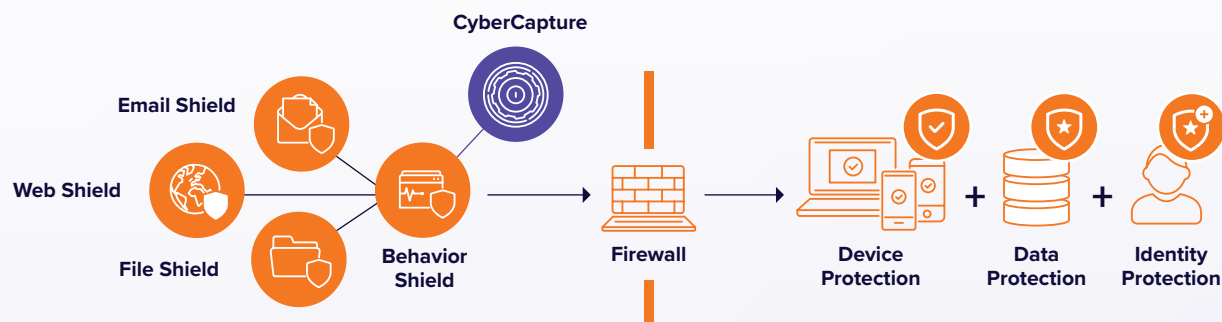 CyberCapture
Email Shield
Web Shield
File Shield
Behavior
Shield
Firewall
Device
Protection
+
Data
Protection
+
Identity
Protection